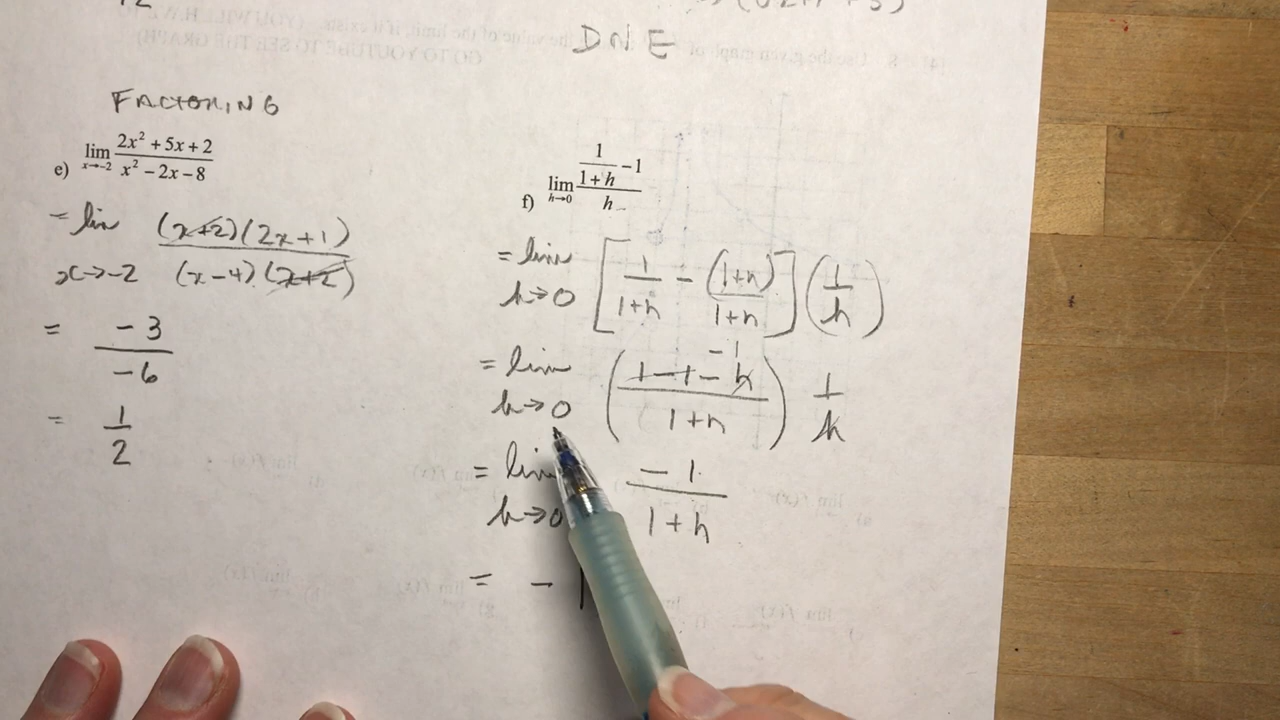 DNE
FACTORING
e) lim x→-2 2x² + 5x + 2 / x² - 2x - 8
= lim x→-2 (x+2)(2x+1) / (x-4)(x+2)
= -3 / -6
= 1 / 2
f) lim h→0 1/(1+h) - 1 / h
= lim h→0 [1/(1+h) - (1+h)/(1+h)] (1/h)
= lim h→0 (1-1-h / 1+h) 1/h
-1
= lim h→0 -1 / 1+h
= -1